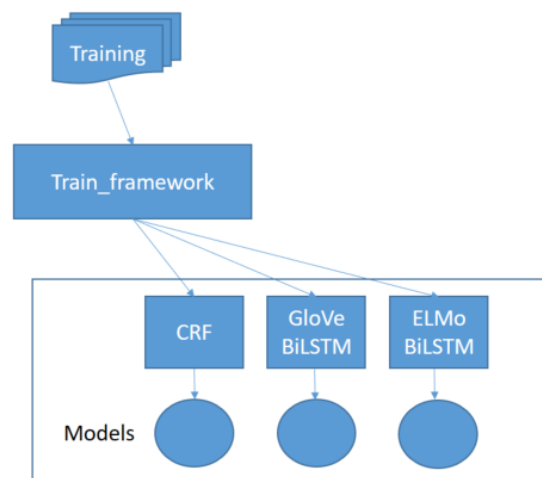 Training
Train_framework
CRF
GloVe
BiLSTM
ELMo
BiLSTM
Models